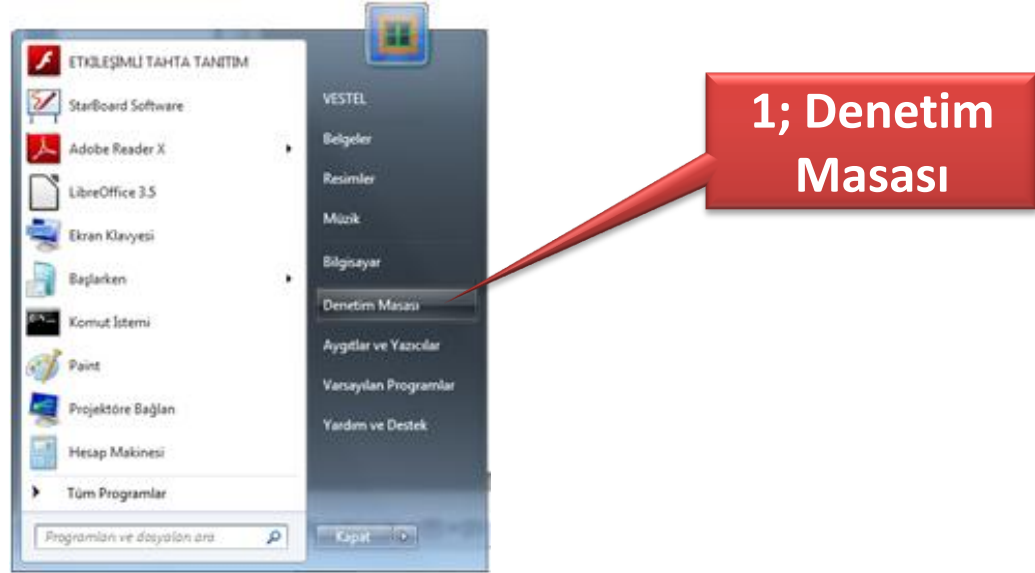 ETKİLEŞİMLİ TAHTA TANITIM
StarBoard Software
Adobe Reader X
LibreOffice 3.5
Ekran Klavyesi
Başlarken
Komut İstemi
Paint
Projektöre Bağlan
Hesap Makinesi
Tüm Programlar
Programları ve dosyaları ara
VESTEL
Belgeler
Resimler
Müzik
Bilgisayar
Denetim Masası
Aygıtlar ve Yazıcılar
Varsayılan Programlar
Yardım ve Destek
Kapat
1; Denetim
Masası